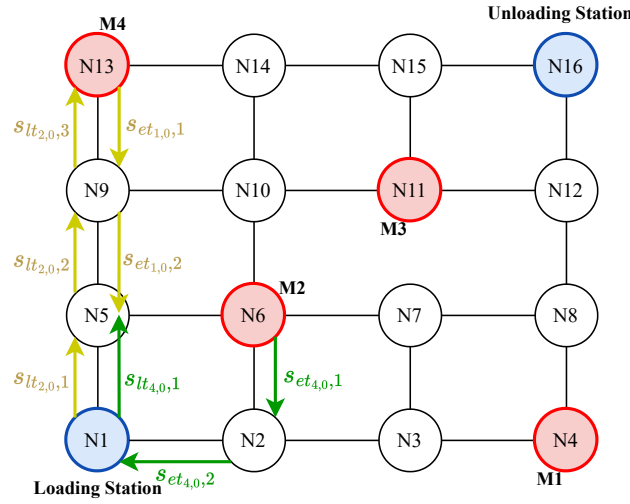 M4
Unloading Station
N13
N14
N15
N16
s_{lt_{2,0},3}
s_{et_{1,0},1}
N9
N10
N11
N12
M3
s_{lt_{2,0},2}
s_{et_{1,0},2}
M2
N5
N6
N7
N8
s_{lt_{2,0},1}
s_{lt_{4,0},1}
s_{et_{4,0},1}
N1
N2
N3
N4
s_{et_{4,0},2}
Loading Station
M1